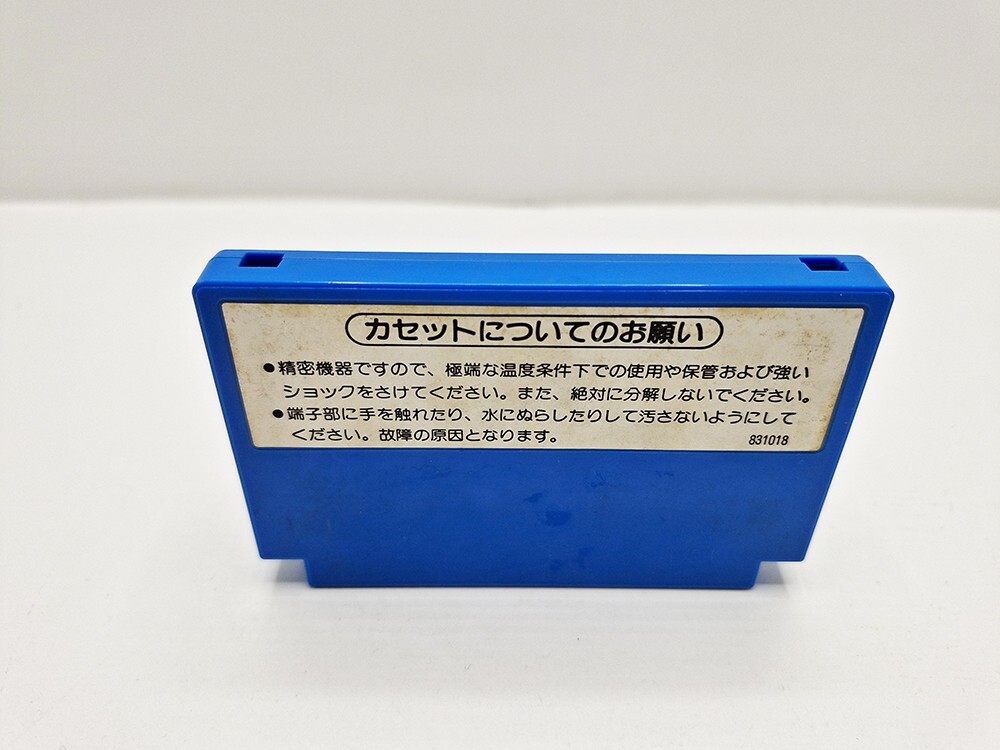 カセットについてのお願い
●精密機器ですので、極端な温度条件下での使用や保管および強い
ショックをさけてください。また、絶対に分解しないでください。
●端子部に手を触れたり、水にぬらしたりして汚さないようにして
ください。故障の原因となります。
831018